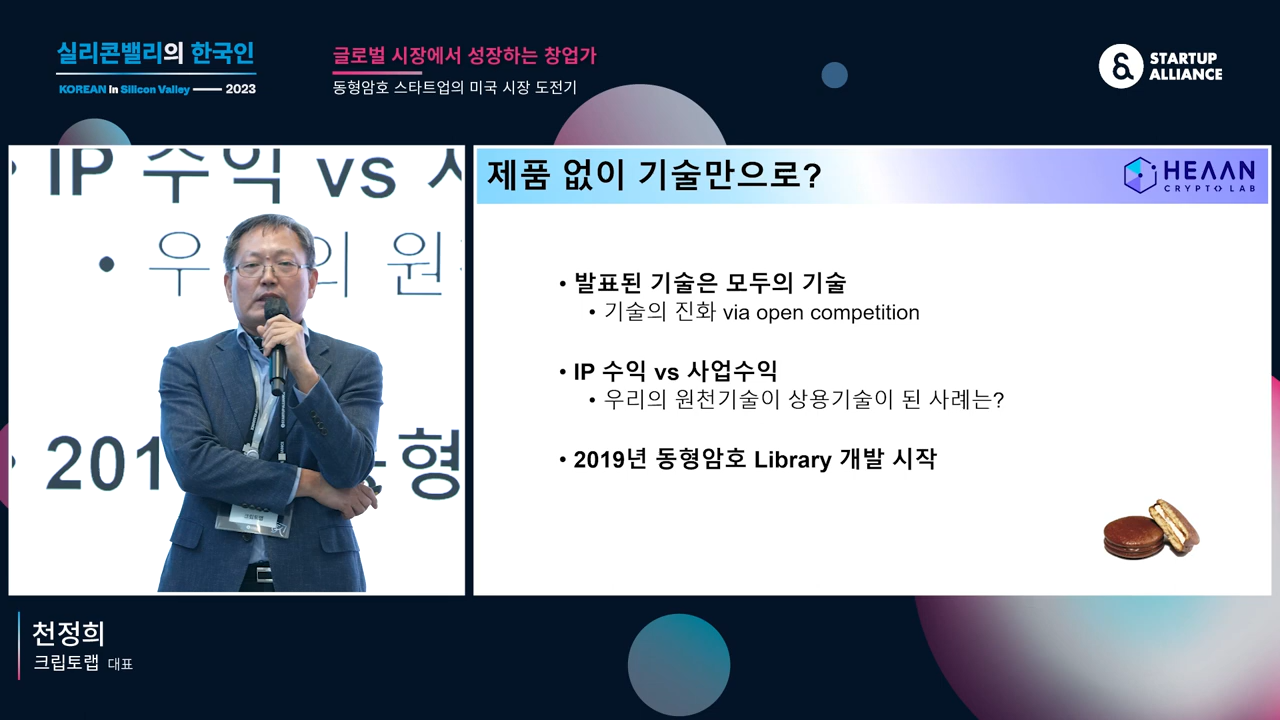 실리콘밸리의 한국인
KOREAN in Silicon Valley 2023
글로벌 시장에서 성장하는 창업가
동형암호 스타트업의 미국 시장 도전기
STARTUP
ALLIANCE
IP 수익 vs
우 의 원
201 형
크립토랩
제품 없이 기술만으로?
HEAAN
CRYPTO LAB
• 발표된 기술은 모두의 기술
• 기술의 진화 via open competition
• IP 수익 vs 사업수익
• 우리의 원천기술이 상용기술이 된 사례는?
• 2019년 동형암호 Library 개발 시작
천정희
크립토랩 대표